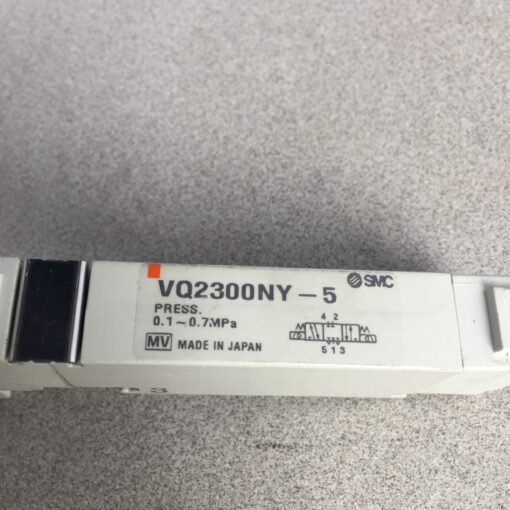 SMC
VQ2300NY-5
PRESS.
0.1~0.7MPa
MV MADE IN JAPAN
4 2
5 1 3